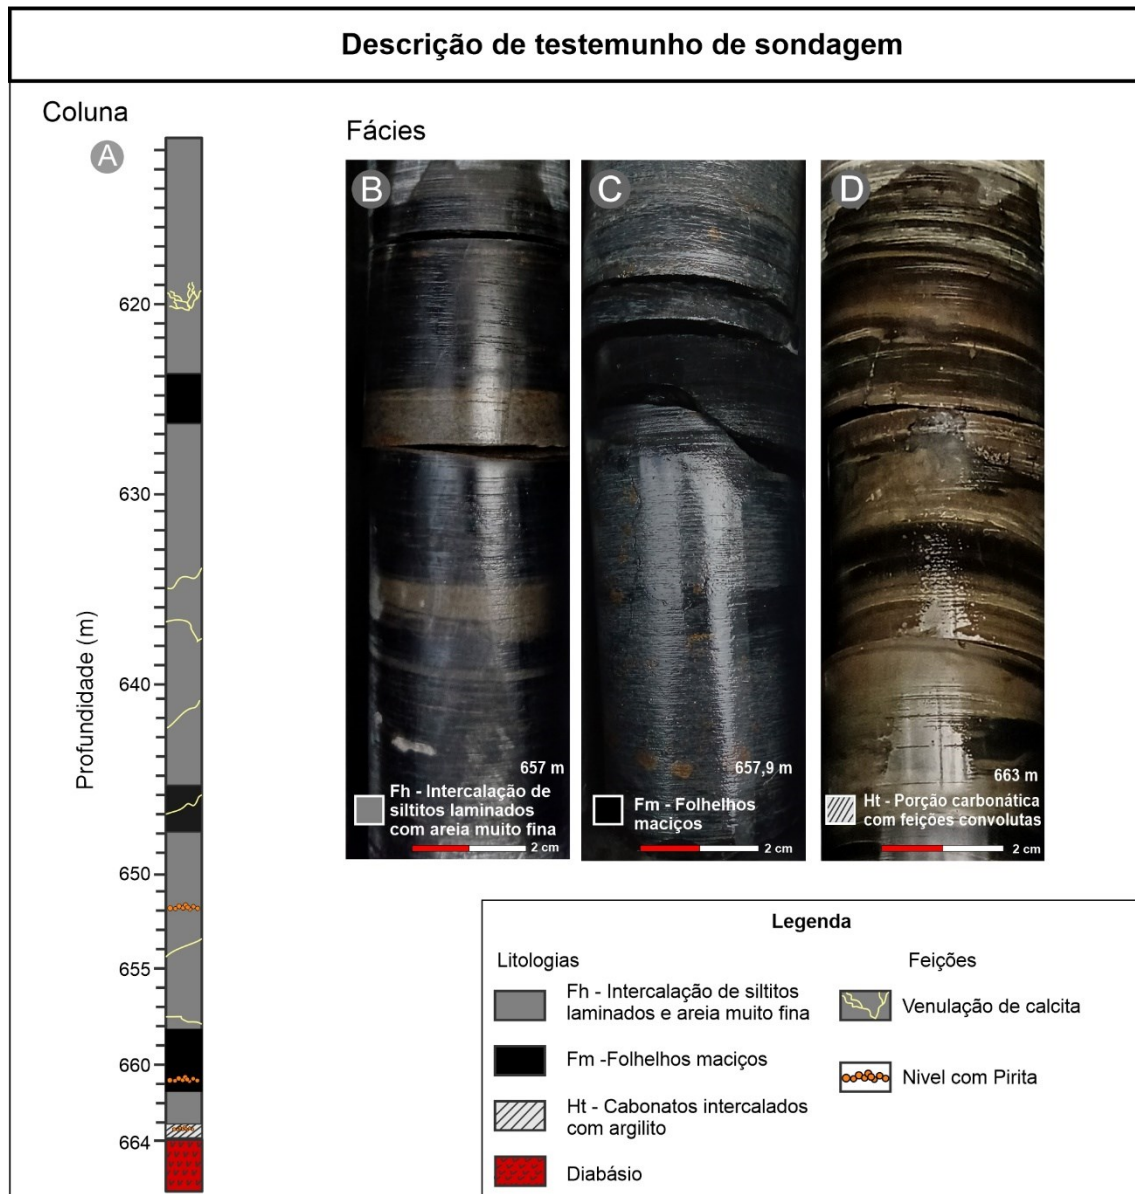 Descrição de testemunho de sondagem
Coluna
A
Profundidade (m)
620
630
640
650
655
660
664
Fácies
B
657 m
Fh - Intercalação de
siltitos laminados
com areia muito fina
2 cm
C
657,9 m
Fm - Folhelhos
maciços
2 cm
D
663 m
Ht - Porção carbonática
com feições convolutas
2 cm
Legenda
Litologias
Fh - Intercalação de siltitos
laminados e areia muito fina
Fm -Folhelhos maciços
Ht - Cabonatos intercalados
com argilito
Diabásio
Feições
Venulação de calcita
Nivel com Pirita